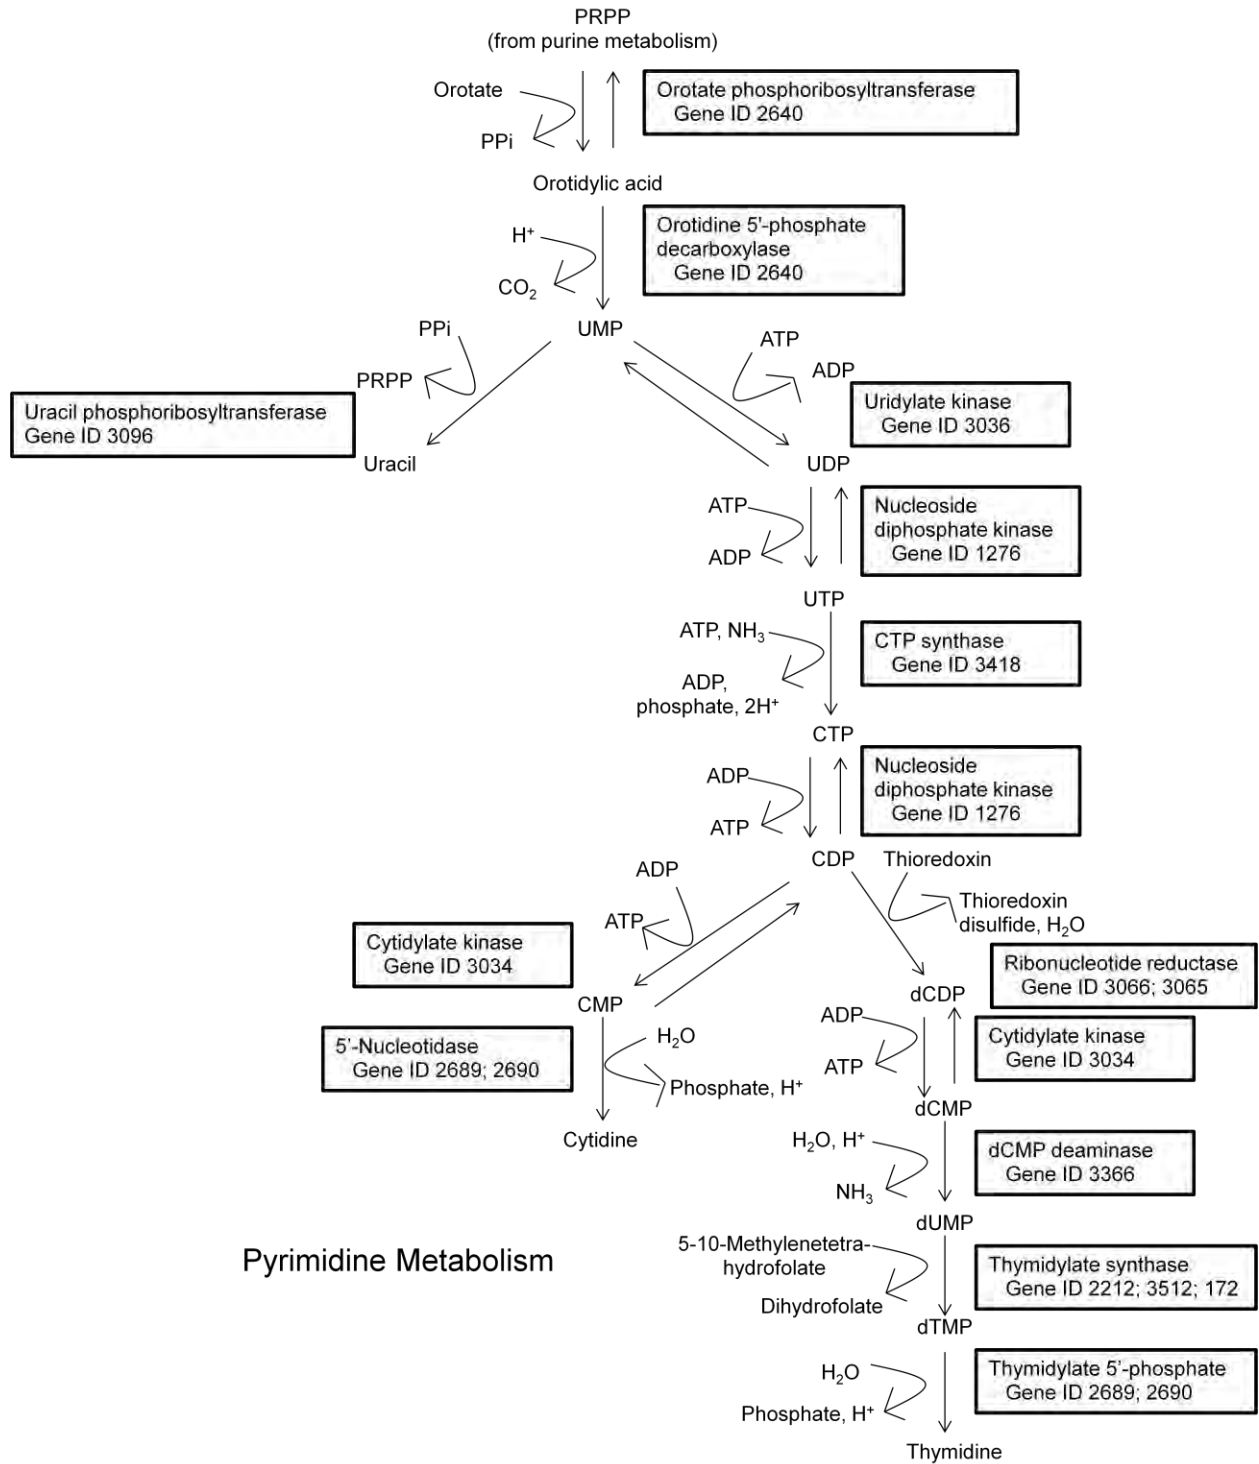 PRPP
(from purine metabolism)
Orotate
PPi
Orotate phosphoribosyltransferase
Gene ID 2640
Orotidylic acid
H+
CO2
Orotidine 5'-phosphate
decarboxylase
Gene ID 2640
UMP
PPi
PRPP
ATP
ADP
Uracil phosphoribosyltransferase
Gene ID 3096
Uracil
Uridylate kinase
Gene ID 3036
UDP
ATP
ADP
Nucleoside
diphosphate kinase
Gene ID 1276
UTP
ATP, NH3
ADP,
phosphate, 2H+
CTP synthase
Gene ID 3418
CTP
ADP
ATP
Nucleoside
diphosphate kinase
Gene ID 1276
CDP
Thioredoxin
Thioredoxin
disulfide, H2O
ADP
ATP
Cytidylate kinase
Gene ID 3034
Ribonucleotide reductase
Gene ID 3066; 3065
CMP
dCDP
5'-Nucleotidase
Gene ID 2689; 2690
H2O
Phosphate, H+
Cytidine
ADP
ATP
Cytidylate kinase
Gene ID 3034
dCMP
H2O, H+
NH3
dCMP deaminase
Gene ID 3366
dUMP
Pyrimidine Metabolism
5-10-Methylenetetra-
hydrofolate
Dihydrofolate
Thymidylate synthase
Gene ID 2212; 3512; 172
dTMP
H2O
Phosphate, H+
Thymidylate 5'-phosphate
Gene ID 2689; 2690
Thymidine